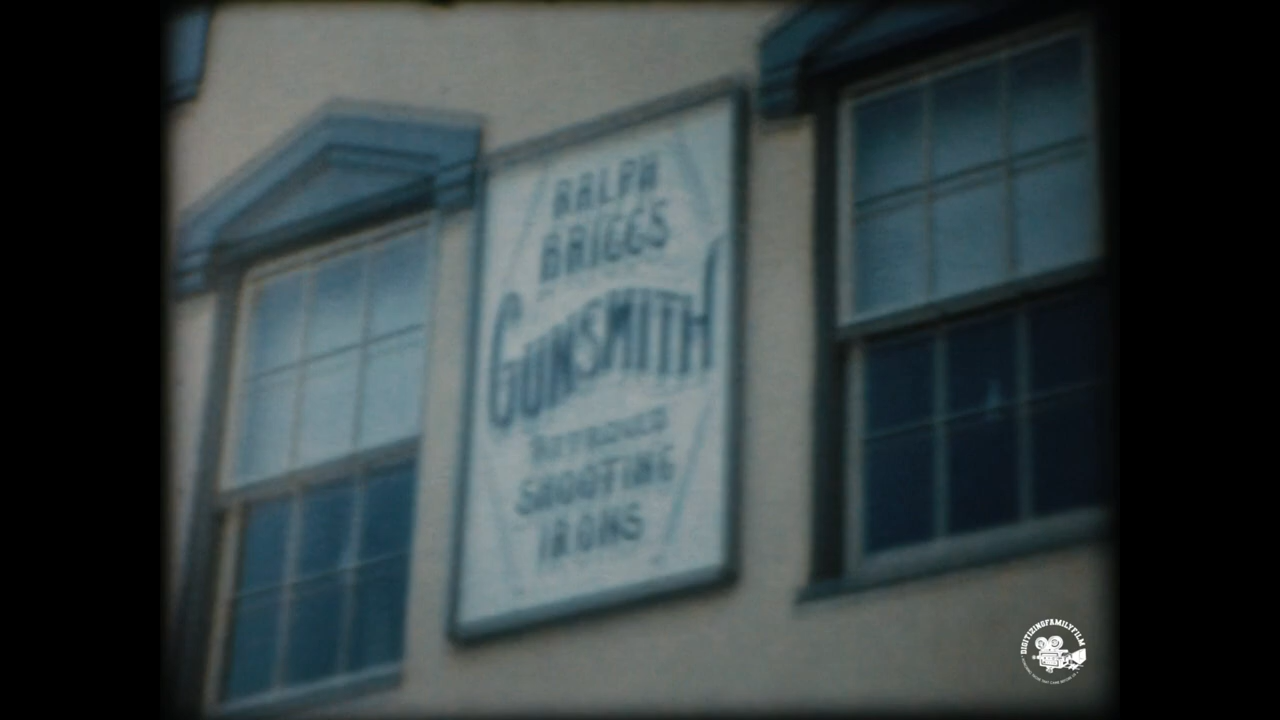 RALPH
BRIGGS
GUNSMITH
SHOOTING
IRONS
DIGITIZINGFAMILYFILM